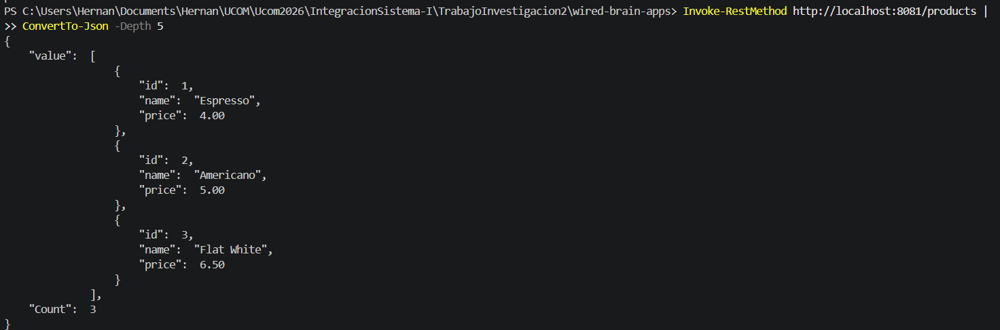 PS C:\Users\Hernan\Documents\Hernan\UCOM\Ucom2026\IntegracionSistema-I\TrabajoInvestigacion2\wired-brain-apps> Invoke-RestMethod http://localhost:8081/products |
>> ConvertTo-Json -Depth 5
{
    "value":  [
                  {
                      "id":  1,
                      "name":  "Espresso",
                      "price":  4.00
                  },
                  {
                      "id":  2,
                      "name":  "Americano",
                      "price":  5.00
                  },
                  {
                      "id":  3,
                      "name":  "Flat White",
                      "price":  6.50
                  }
              ],
    "Count":  3
}